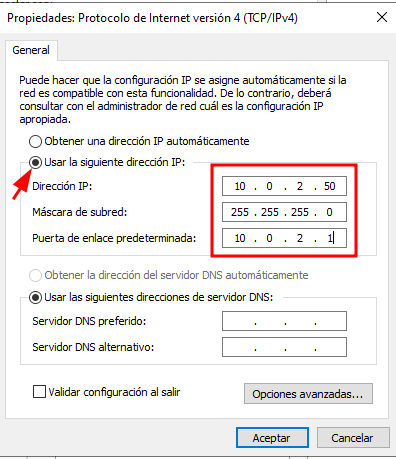 Propiedades: Protocolo de Internet versión 4 (TCP/IPv4)
General
Puede hacer que la configuración IP se asigne automáticamente si la
red es compatible con esta funcionalidad. De lo contrario, deberá
consultar con el administrador de red cuál es la configuración IP
apropiada.
Obtener una dirección IP automáticamente
Usar la siguiente dirección IP:
Dirección IP: 10 . 0 . 2 . 50
Máscara de subred: 255 . 255 . 255 . 0
Puerta de enlace predeterminada: 10 . 0 . 2 . 1
Obtener la dirección del servidor DNS automáticamente
Usar las siguientes direcciones de servidor DNS:
Servidor DNS preferido: . . .
Servidor DNS alternativo: . . .
Validar configuración al salir
Opciones avanzadas...
Aceptar Cancelar